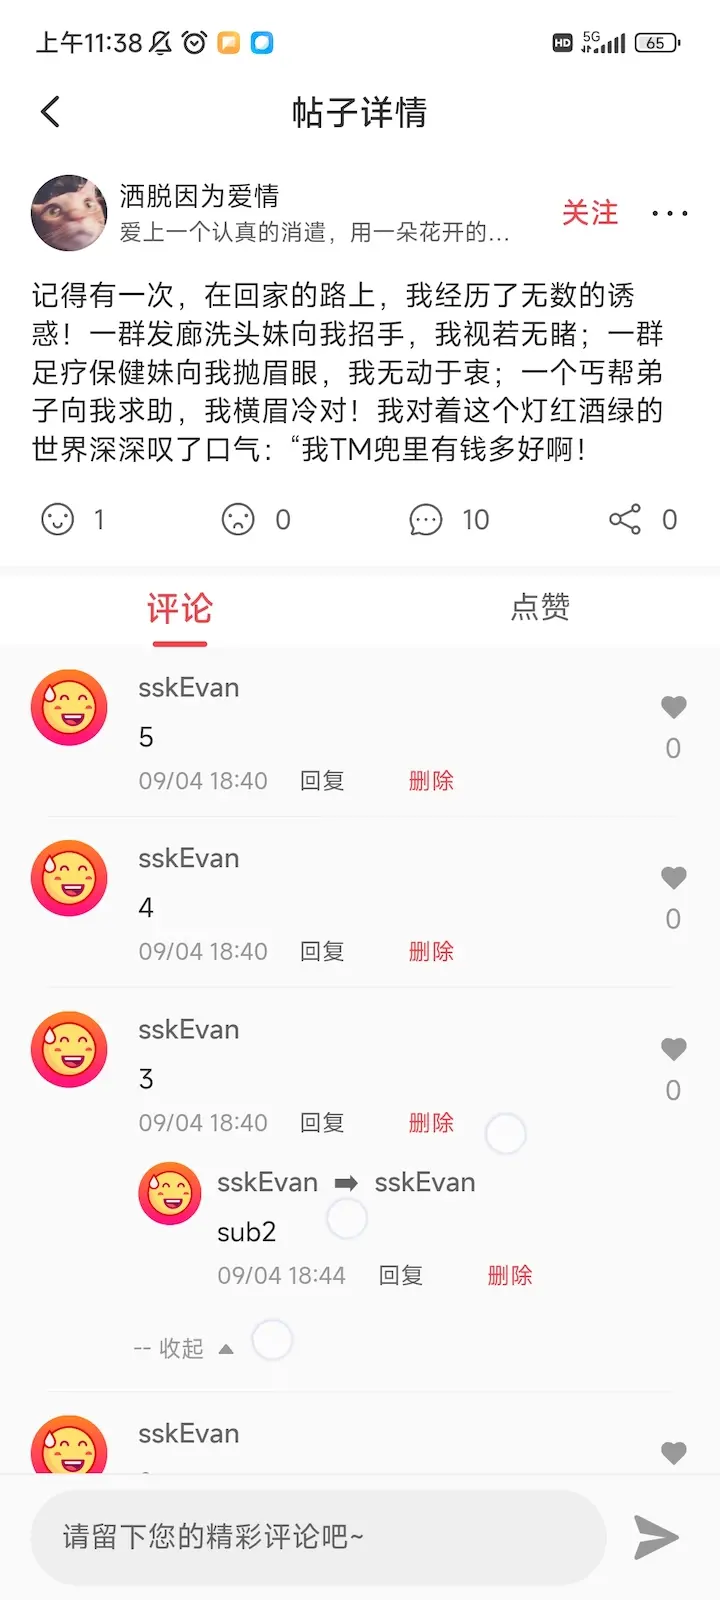 上午11:38
HD 5G 65
帖子详情
洒脱因为爱情
关注
爱上一个认真的消遣，用一朵花开的...
记得有一次，在回家的路上，我经历了无数的诱
惑！一群发廊洗头妹向我招手，我视若无睹；一群
足疗保健妹向我抛眉眼，我无动于衷；一个丐帮弟
子向我求助，我横眉冷对！我对着这个灯红酒绿的
世界深深叹了口气：“我TM兜里有钱多好啊！
1 0 10 0
评论 点赞
sskEvan
5
0
09/04 18:40 回复 删除
sskEvan
4
0
09/04 18:40 回复 删除
sskEvan
3
0
09/04 18:40 回复 删除
sskEvan ➡ sskEvan
sub2
09/04 18:44 回复 删除
-- 收起 ▲
sskEvan
请留下您的精彩评论吧~